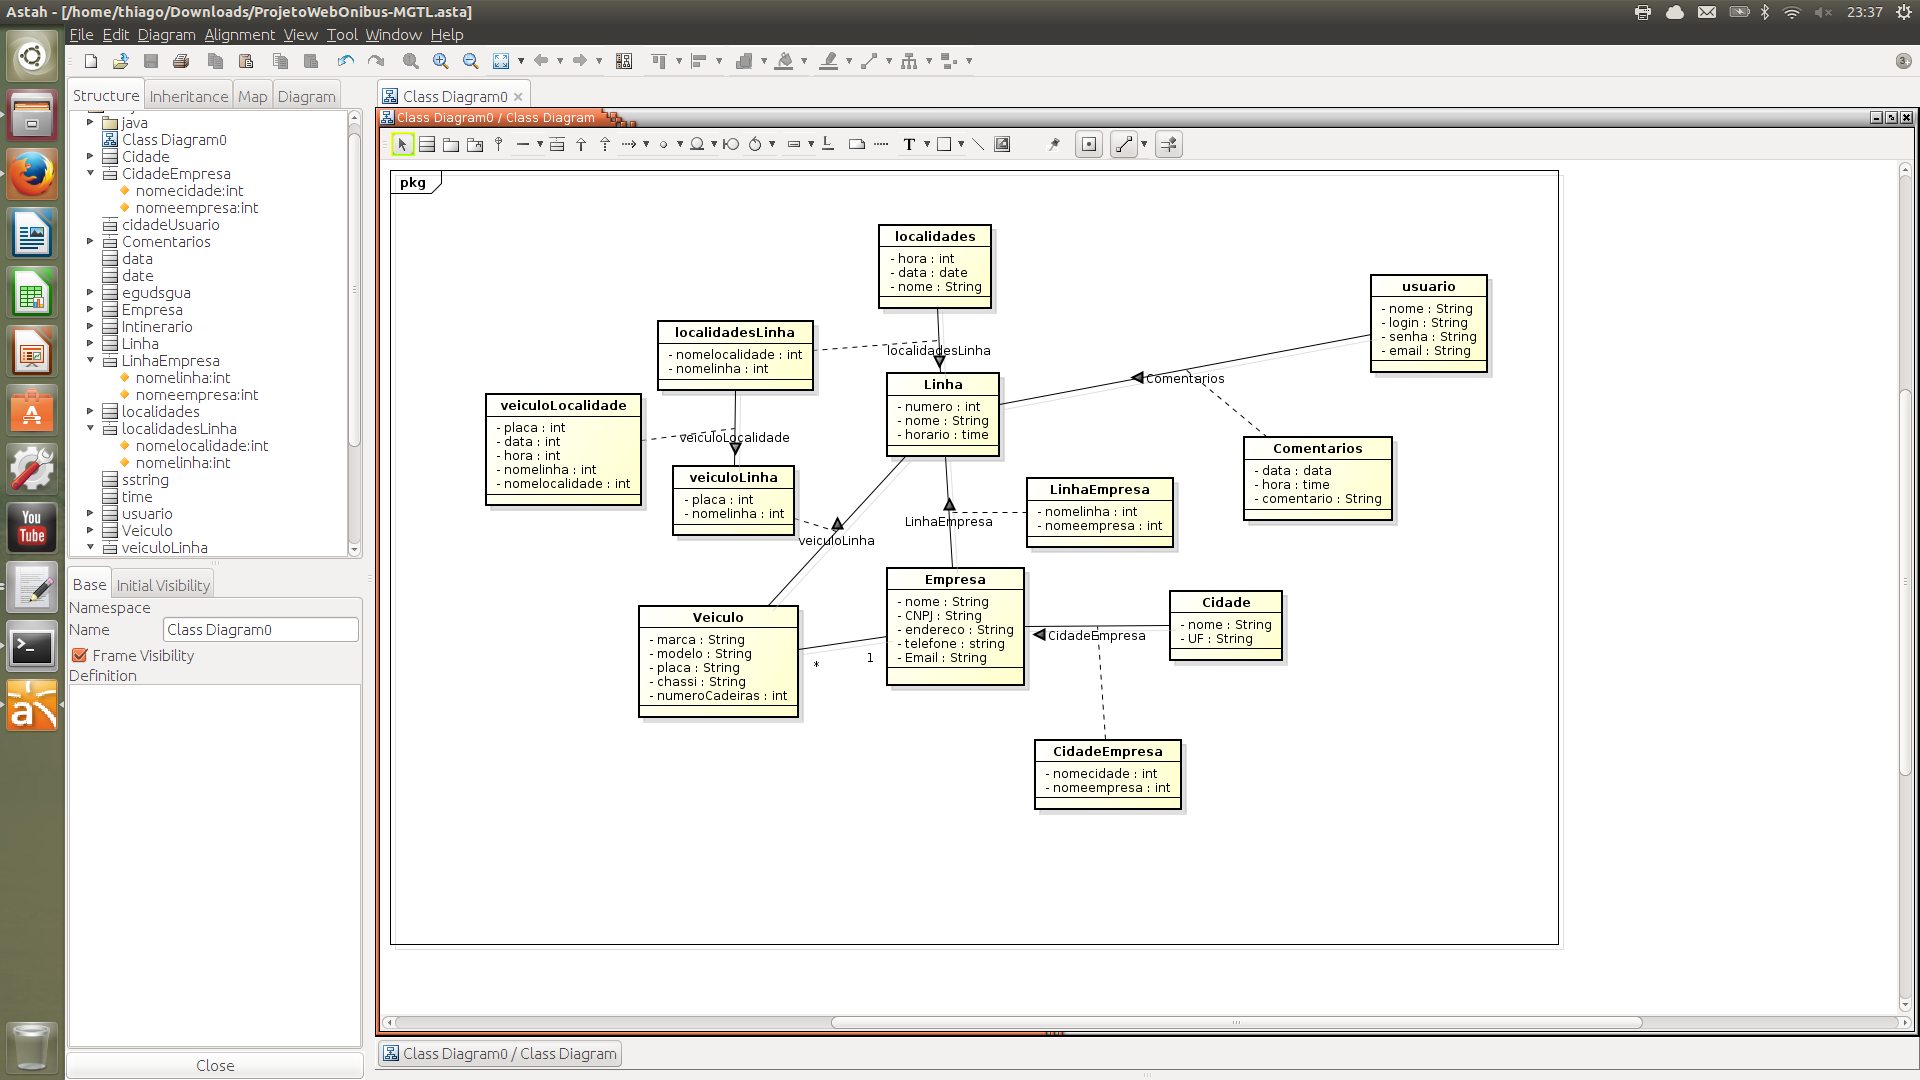 Astah - [/home/thiago/Downloads/ProjetoWebOnibus-MGTL.asta]
23:37
File Edit Diagram Alignment View Tool Window Help
3+
Structure Inheritance Map Diagram
java
Class Diagram0
Cidade
CidadeEmpresa
nomecidade:int
nomeempresa:int
cidadeUsuario
Comentarios
data
date
egudsgua
Empresa
Intinerario
Linha
LinhaEmpresa
nomelinha:int
nomeempresa:int
localidades
localidadesLinha
nomelocalidade:int
nomelinha:int
sstring
time
usuario
Veiculo
veiculoLinha
Base Initial Visibility
Namespace
Name Class Diagram0
Frame Visibility
Definition
Close
You
Tube
Class Diagram0
Class Diagram0 / Class Diagram
T
pkg
localidades
- hora : int
- data : date
- nome : String
usuario
- nome : String
- login : String
- senha : String
- email : String
localidadesLinha
- nomelocalidade : int
- nomelinha : int
localidadesLinha
Linha
- numero : int
- nome : String
- horario : time
Comentarios
veiculoLocalidade
- placa : int
- data : int
- hora : int
- nomelinha : int
- nomelocalidade : int
veiculoLocalidade
Comentarios
- data : data
- hora : time
- comentario : String
veiculoLinha
- placa : int
- nomelinha : int
veiculoLinha
LinhaEmpresa
LinhaEmpresa
- nomelinha : int
- nomeempresa : int
Empresa
- nome : String
- CNPJ : String
- endereco : String
- telefone : string
- Email : String
Cidade
- nome : String
- UF : String
CidadeEmpresa
Veiculo
- marca : String
- modelo : String
- placa : String
- chassi : String
- numeroCadeiras : int
* 1
CidadeEmpresa
- nomecidade : int
- nomeempresa : int
Class Diagram0 / Class Diagram